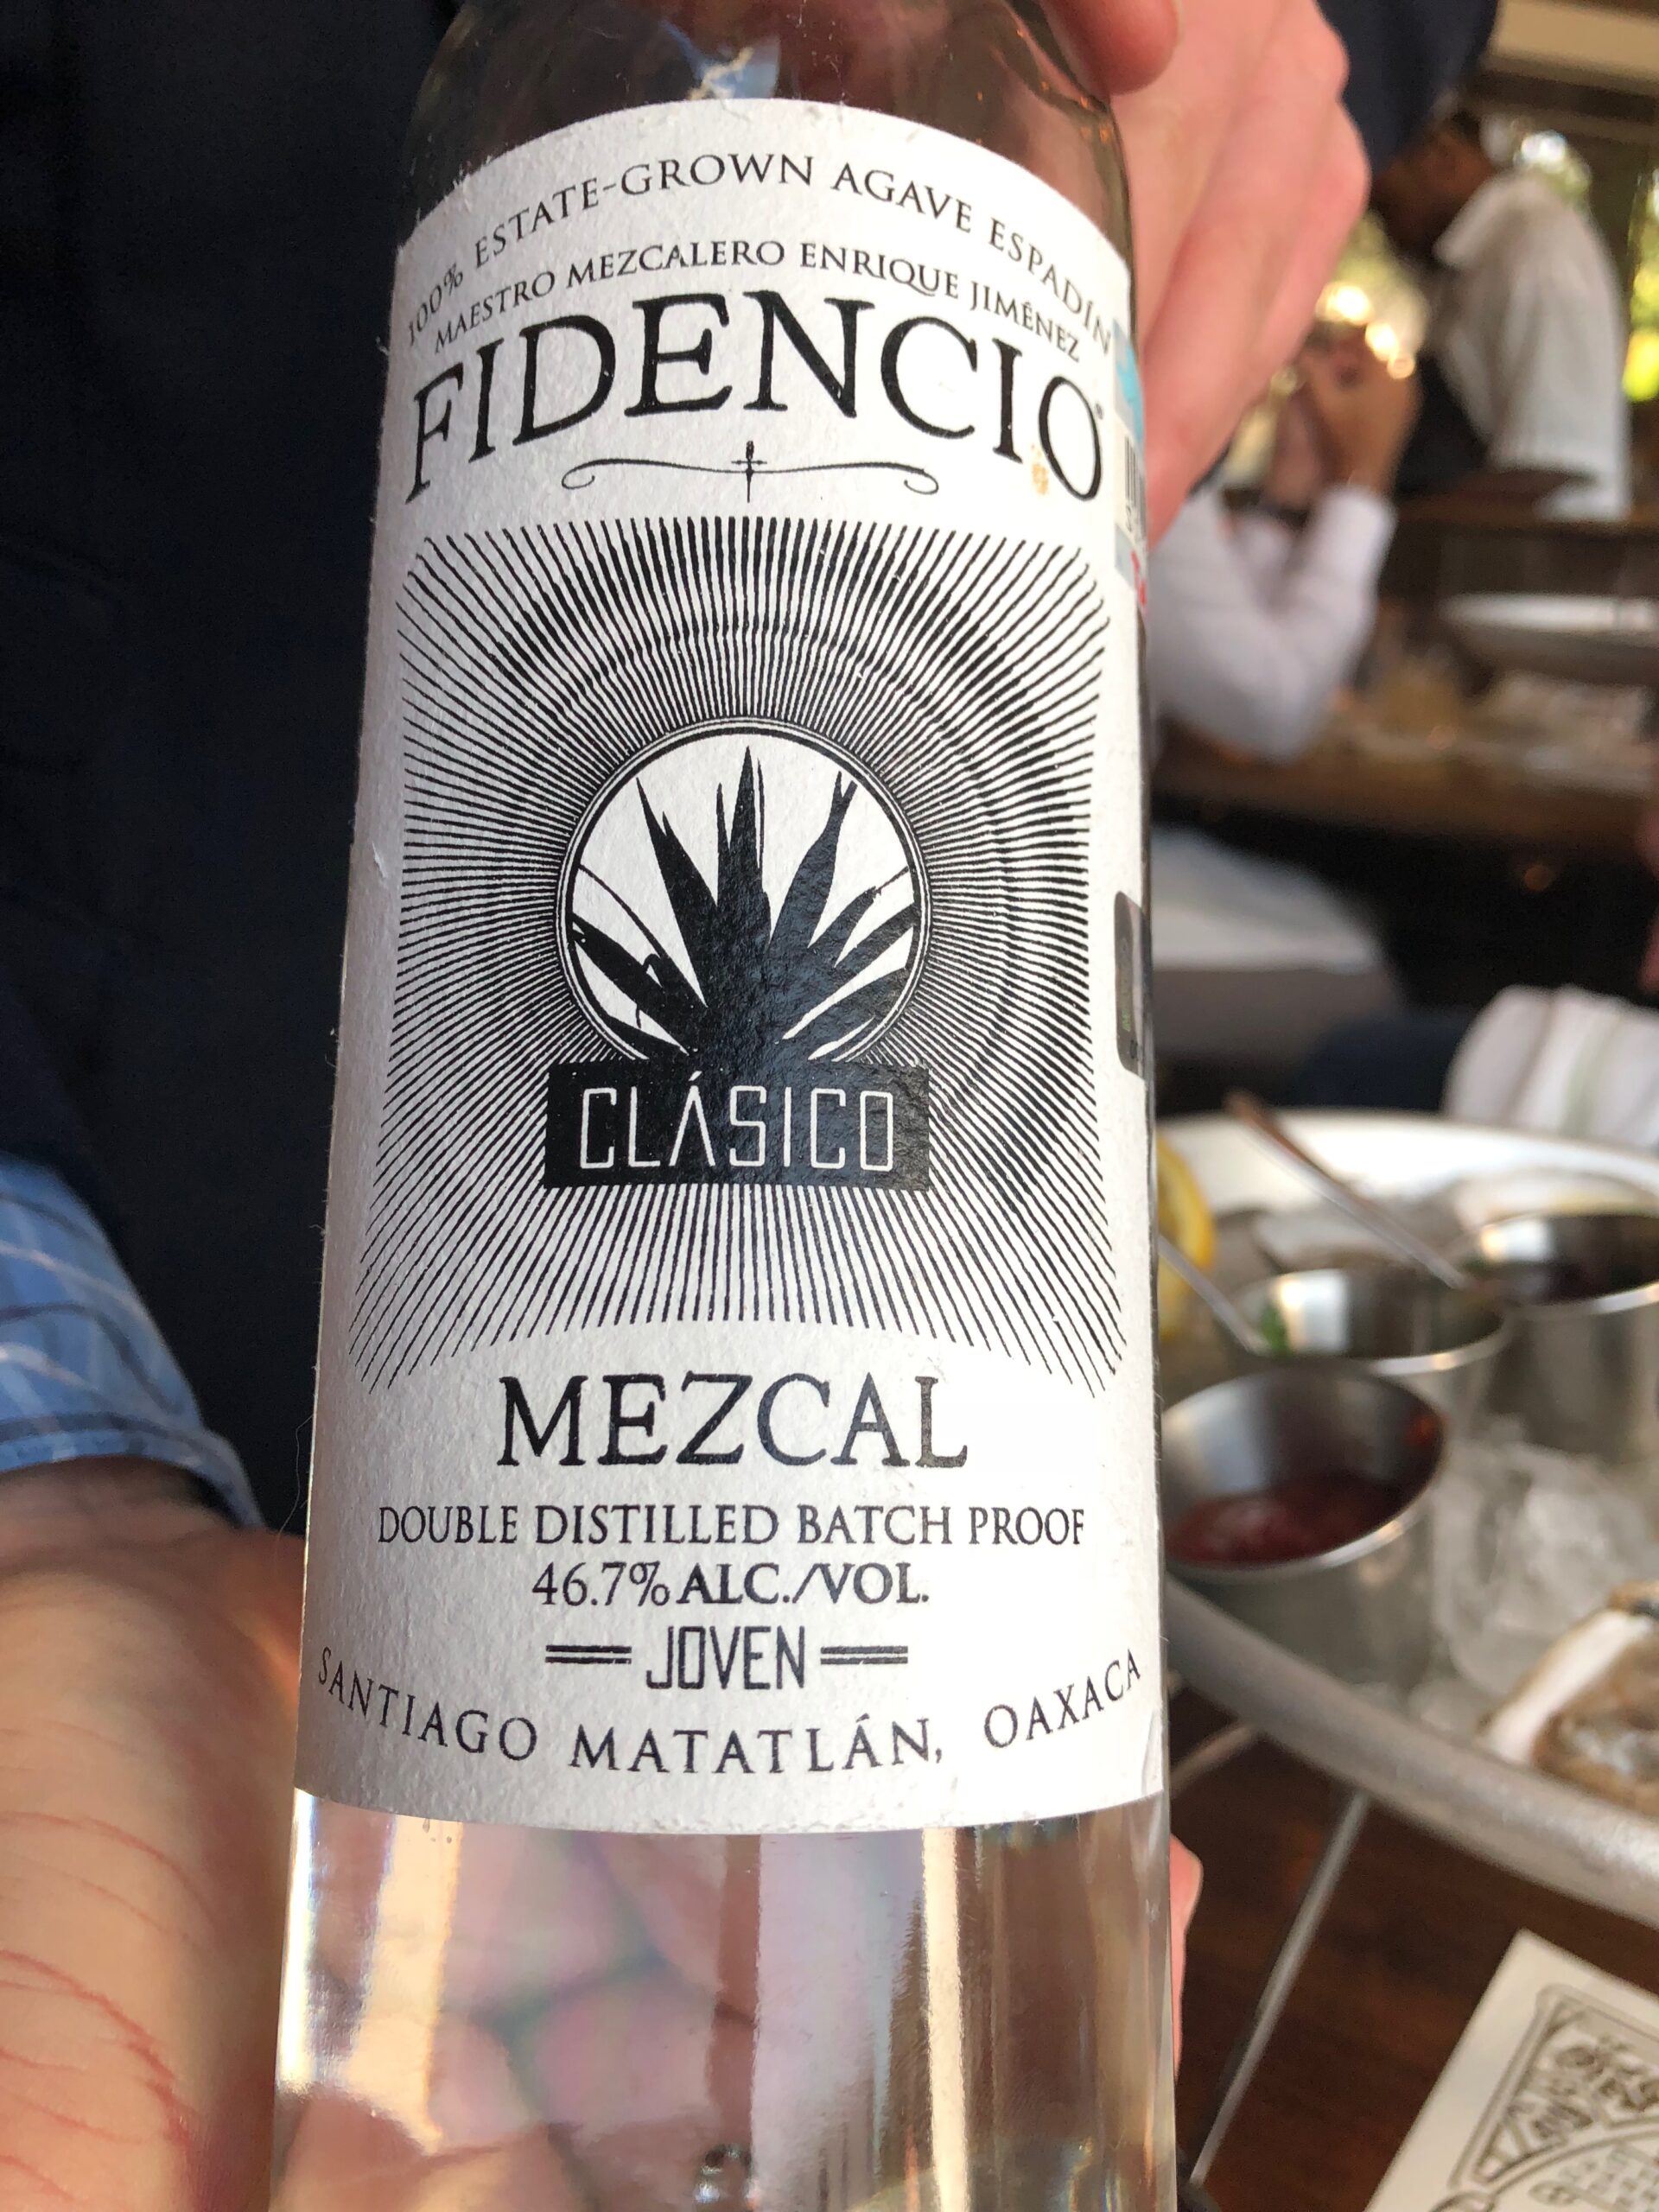 100% ESTATE-GROWN AGAVE ESPADÍN
MAESTRO MEZCALERO ENRIQUE JIMÉNEZ
FIDENCIO®
CLÁSICO
MEZCAL
DOUBLE DISTILLED BATCH PROOF
46.7% ALC./VOL.
JOVEN
SANTIAGO MATATLÁN, OAXACA